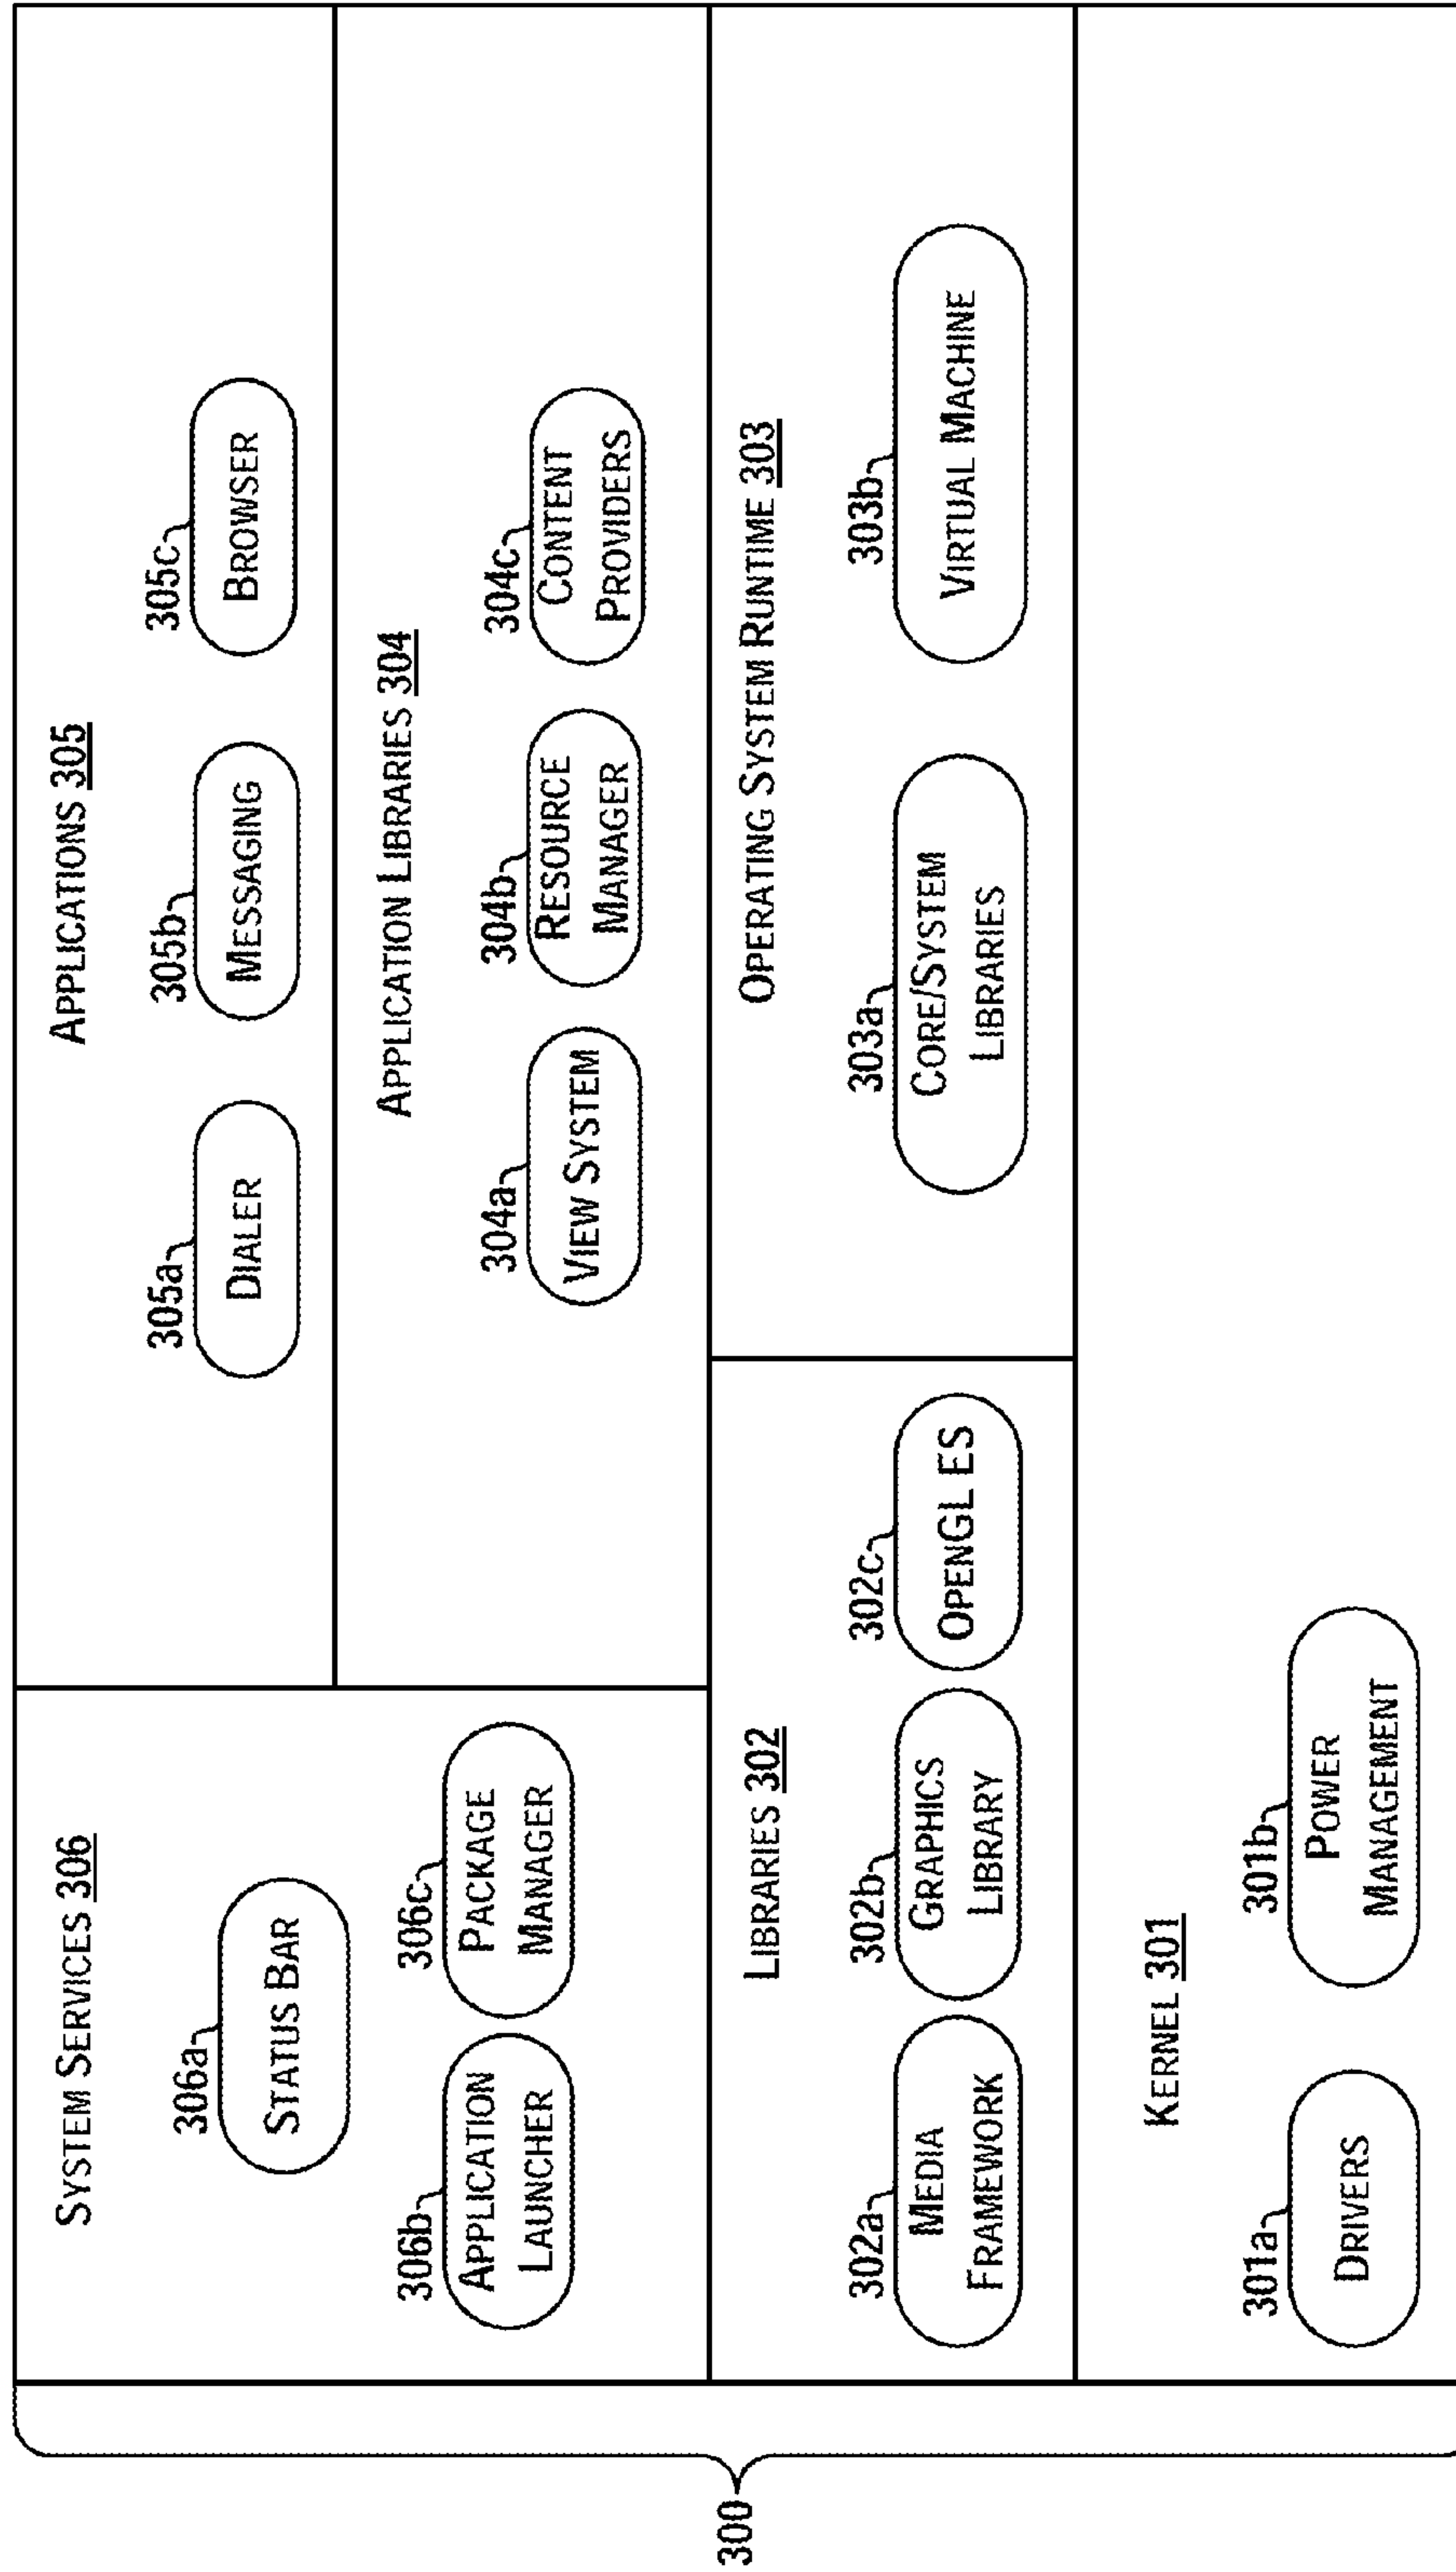 300
SYSTEM SERVICES 306
306a
STATUS BAR
306b
APPLICATION
LAUNCHER
306c
PACKAGE
MANAGER
APPLICATIONS 305
305a
DIALER
305b
MESSAGING
305c
BROWSER
APPLICATION LIBRARIES 304
304a
VIEW SYSTEM
304b
RESOURCE
MANAGER
304c
CONTENT
PROVIDERS
LIBRARIES 302
302a
MEDIA
FRAMEWORK
302b
GRAPHICS
LIBRARY
302c
OPENGL ES
OPERATING SYSTEM RUNTIME 303
303a
CORE/SYSTEM
LIBRARIES
303b
VIRTUAL MACHINE
KERNEL 301
301a
DRIVERS
301b
POWER
MANAGEMENT